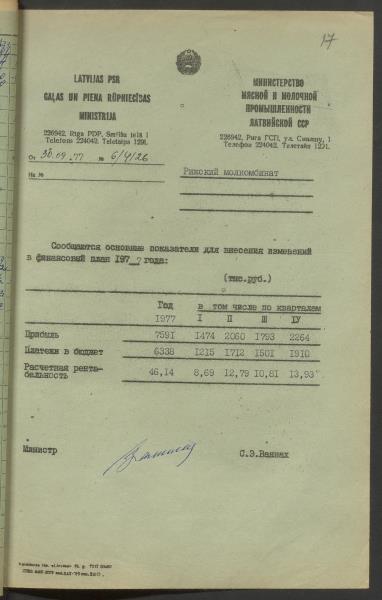 17
LATVIJAS PSR
GAĻAS UN PIENA RŪPNIECĪBAS
MINISTRIJA
226942, Rīga PDP, Smilšu ielā 1
Telefons 224042. Teletaips 1291.
От 30.09.77 № 6/4/26
На №
МИНИСТЕРСТВО
МЯСНОЙ И МОЛОЧНОЙ
ПРОМЫШЛЕННОСТИ
ЛАТВИЙСКОЙ ССР
226942, Рига ГСП, ул. Смилшу, 1
Телефон 224042. Телетайп 1291.
Рижский молкомбинат
Сообщаются основные показатели для внесения изменений
в финансовый план 197_7 года:
(тыс.руб.)
Год в том числе по кварталам
1977 I II III IУ
Прибыль 7591 1474 2060 1793 2264
Платежи в бюджет 6338 1215 1712 1501 1910
Расчетная рента-
бельность 46,14 8,69 12,79 10,81 13,93
Министр С.Э.Ваннах